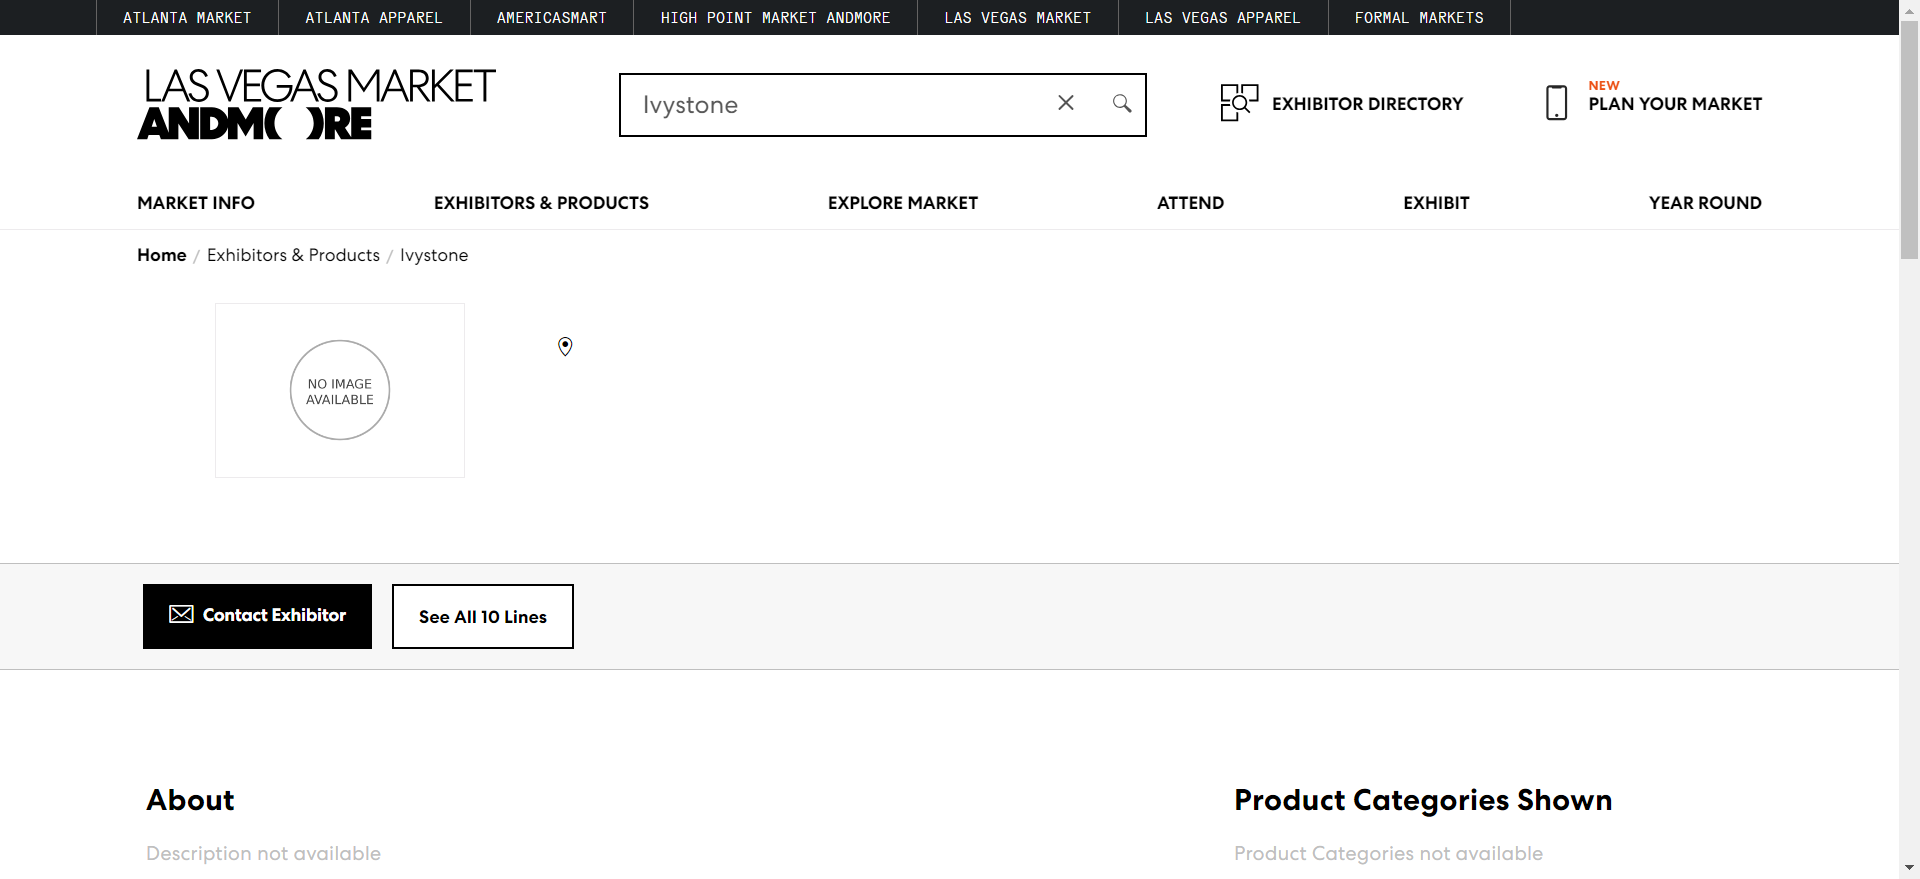 ATLANTA MARKET
ATLANTA APPAREL
AMERICASMART
HIGH POINT MARKET ANDMORE
LAS VEGAS MARKET
LAS VEGAS APPAREL
FORMAL MARKETS
LAS VEGAS MARKET
ANDMORE
Ivystone
EXHIBITOR DIRECTORY
NEW
PLAN YOUR MARKET
MARKET INFO
EXHIBITORS & PRODUCTS
EXPLORE MARKET
ATTEND
EXHIBIT
YEAR ROUND
Home / Exhibitors & Products / Ivystone
NO IMAGE
AVAILABLE
Contact Exhibitor
See All 10 Lines
About
Description not available
Product Categories Shown
Product Categories not available